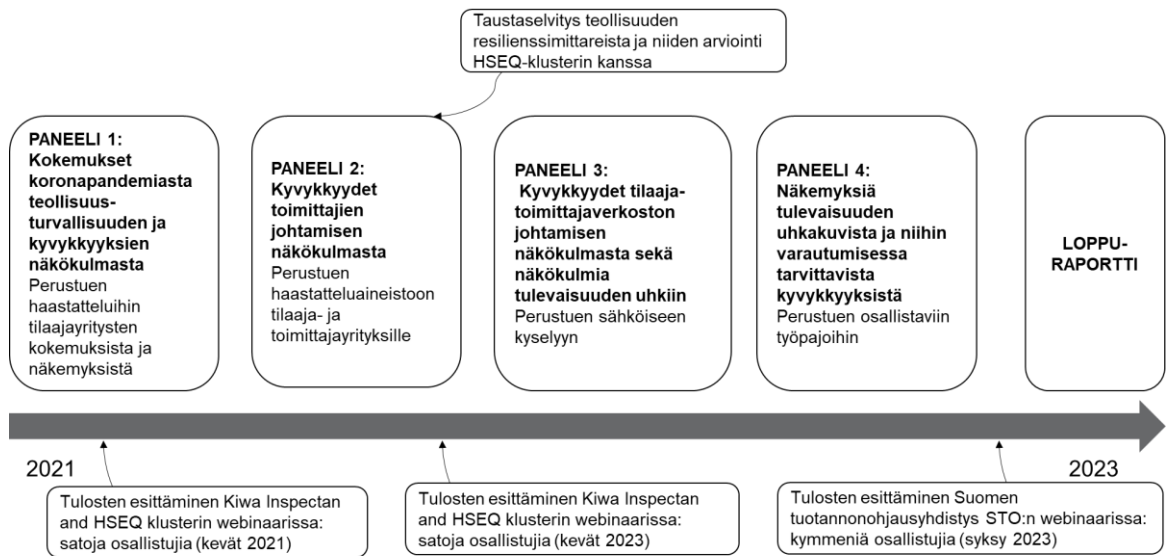 Taustaselvitys teollisuuden
resilienssimittareista ja niiden arviointi
HSEQ-klusterin kanssa
PANEELI 1:
Kokemukset
koronapandemiasta
teollisuus-
turvallisuuden ja
kyvykkyyksien
näkökulmasta
Perustuen
haastatteluihin
tilaajayritysten
kokemuksista ja
näkemyksistä
PANEELI 2:
Kyvykkyydet
toimittajien
johtamisen
näkökulmasta
Perustuen
haastatteluaineistoon
tilaaja- ja
toimittajayrityksille
PANEELI 3:
Kyvykkyydet tilaaja-
toimittajaverkoston
johtamisen
näkökulmasta sekä
näkökulmia
tulevaisuuden uhkiin
Perustuen sähköiseen
kyselyyn
PANEELI 4:
Näkemyksiä
tulevaisuuden
uhkakuvista ja niihin
varautumisessa
tarvittavista
kyvykkyyksistä
Perustuen osallistaviin
työpajoihin
LOPPU-
RAPORTTI
2021
2023
Tulosten esittäminen Kiwa Inspectan
and HSEQ klusterin webinaarissa:
satoja osallistujia (kevät 2021)
Tulosten esittäminen Kiwa Inspectan
and HSEQ klusterin webinaarissa:
satoja osallistujia (kevät 2023)
Tulosten esittäminen Suomen
tuotannonohjausyhdistys STO:n webinaarissa:
kymmeniä osallistujia (syksy 2023)